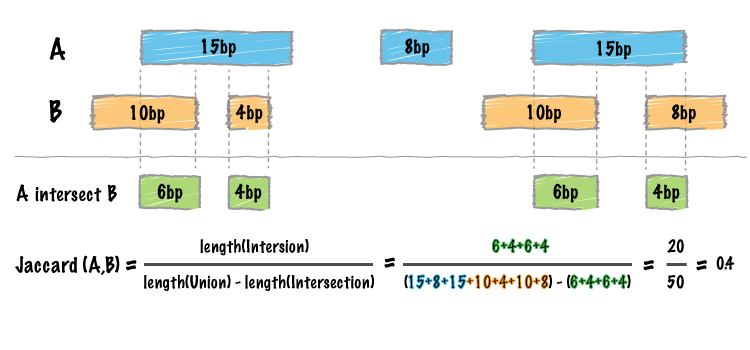 A 15bp 8bp 15bp
B 10bp 4bp 10bp 8bp
A intersect B 6bp 4bp 6bp 4bp
length(Intersion) 6+4+6+4 20
Jaccard (A,B) = = = = 0.4
length(Union) - length(Intersection) (15+8+15+10+4+10+8) - (6+4+6+4) 50